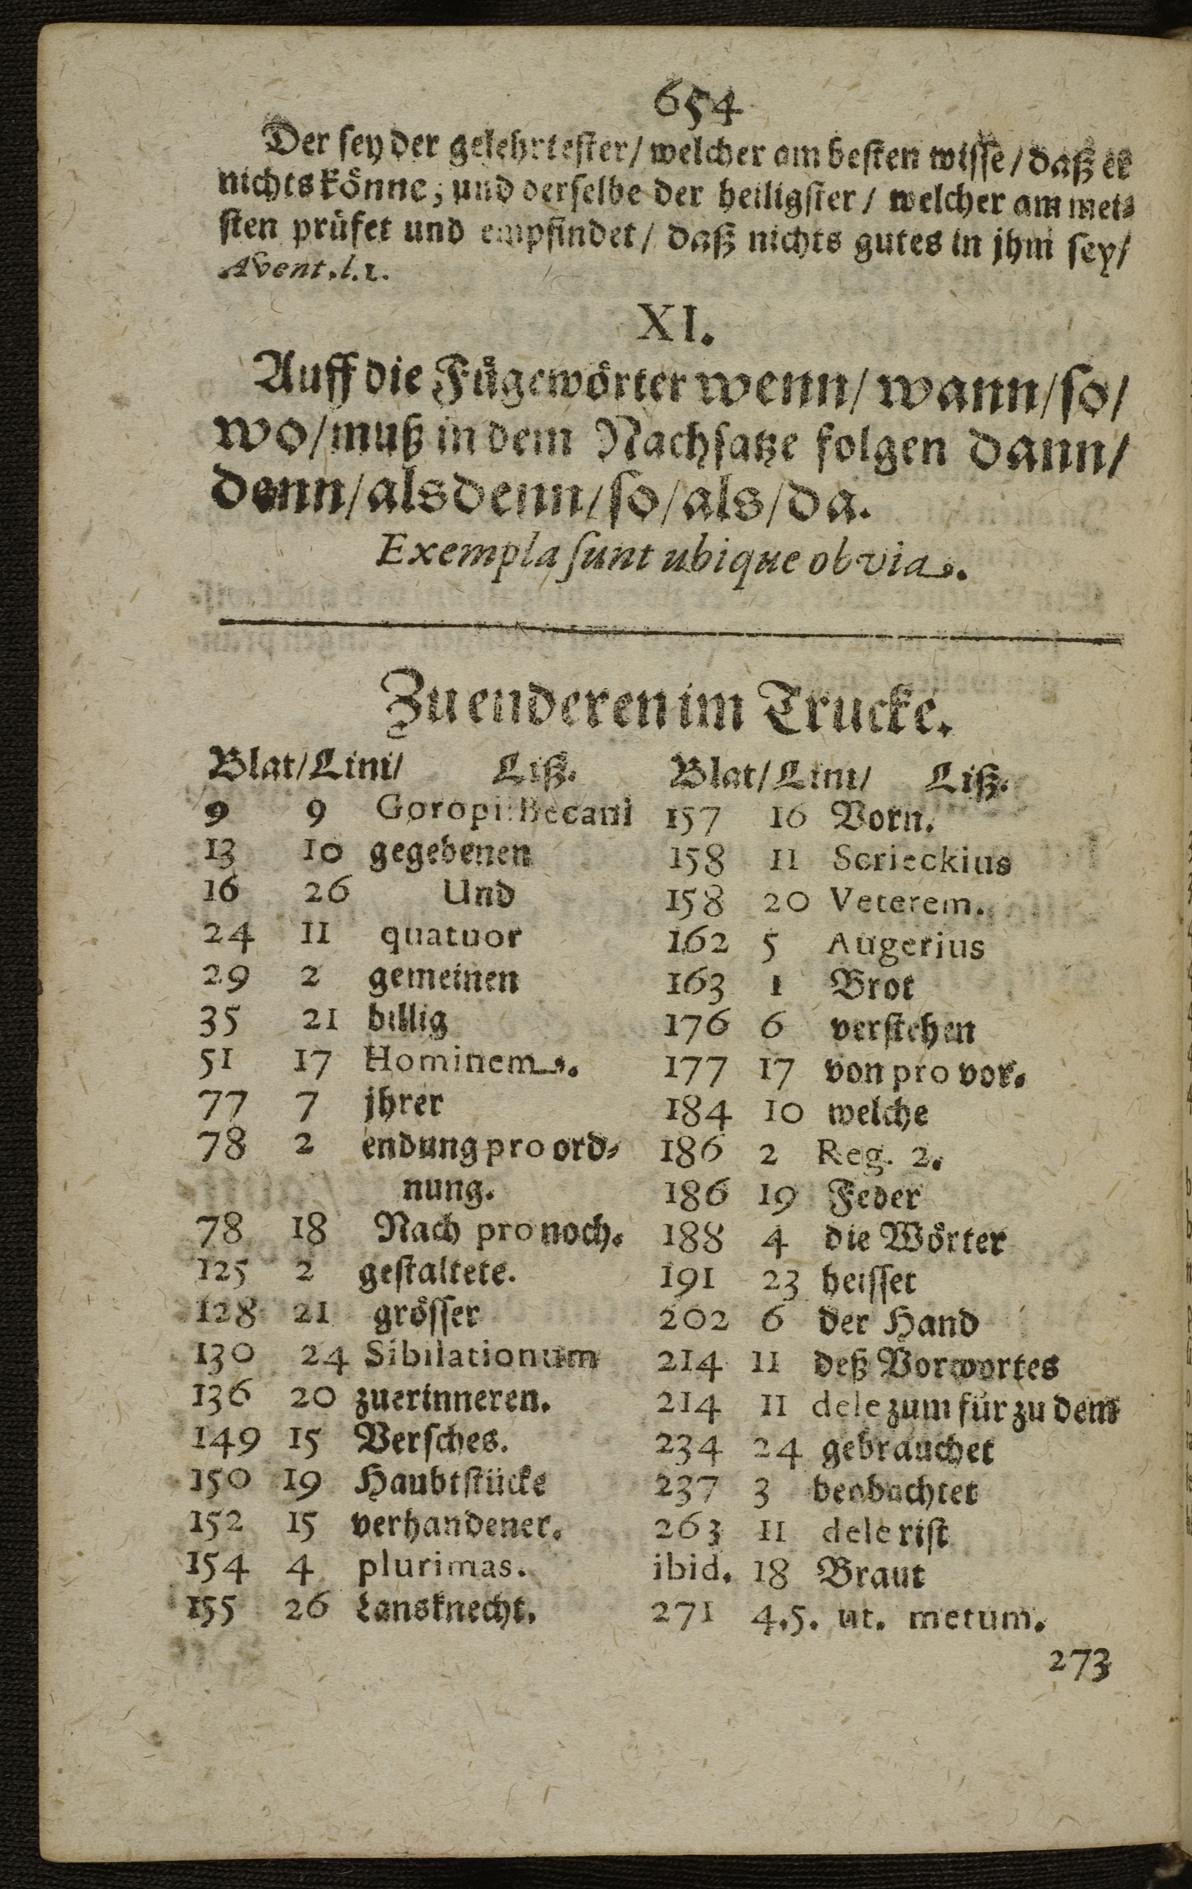 654
Der sey der gelehrtester/ welcher am besten wisse/ daß er
nichts könne; und derselbe der heiligster/ welcher am mei⸗
sten prüfet und empfindet/ daß nichts gutes in jhm sey/
Avent. l. 1.
XI.
Auff die Fügewörter wenn/ wann/ so/
wo/ muß in dem Nachsatze folgen dann/
denn/ alsdenn/ so/ als/ da.
Exempla sunt ubique obvia.
Zu enderen im Trucke.
Blat/ Lini/ Liß.
9 9 Goropii Becani
13 10 gegebenen
16 26 Und
24 11 quatuor
29 2 gemeinen
35 21 billig
51 17 Hominem.
77 7 jhrer
78 2 endung pro ord⸗
nung.
78 18 Nach pro noch.
125 2 gestaltete.
128 21 grösser
130 24 Sibilationum
136 20 zuerinneren.
149 15 Versches.
150 19 Haubtstücke
152 15 verhandener.
154 4 plurimas.
155 26 Lansknecht.
Blat/ Lini/ Liß.
157 16 Vorn.
158 11 Scrieckius
158 20 Veterem.
162 5 Augerius
163 1 Brot
176 6 verstehen
177 17 von pro vor.
184 10 welche
186 2 Reg. 2.
186 19 Feder
188 4 die Wörter
191 23 heisset
202 6 der Hand
214 11 deß Vorwortes
214 11 dele zum für zu dem
234 24 gebrauchet
237 3 beobachtet
263 11 dele rist
ibid. 18 Braut
271 4.5. ut. metum.
273